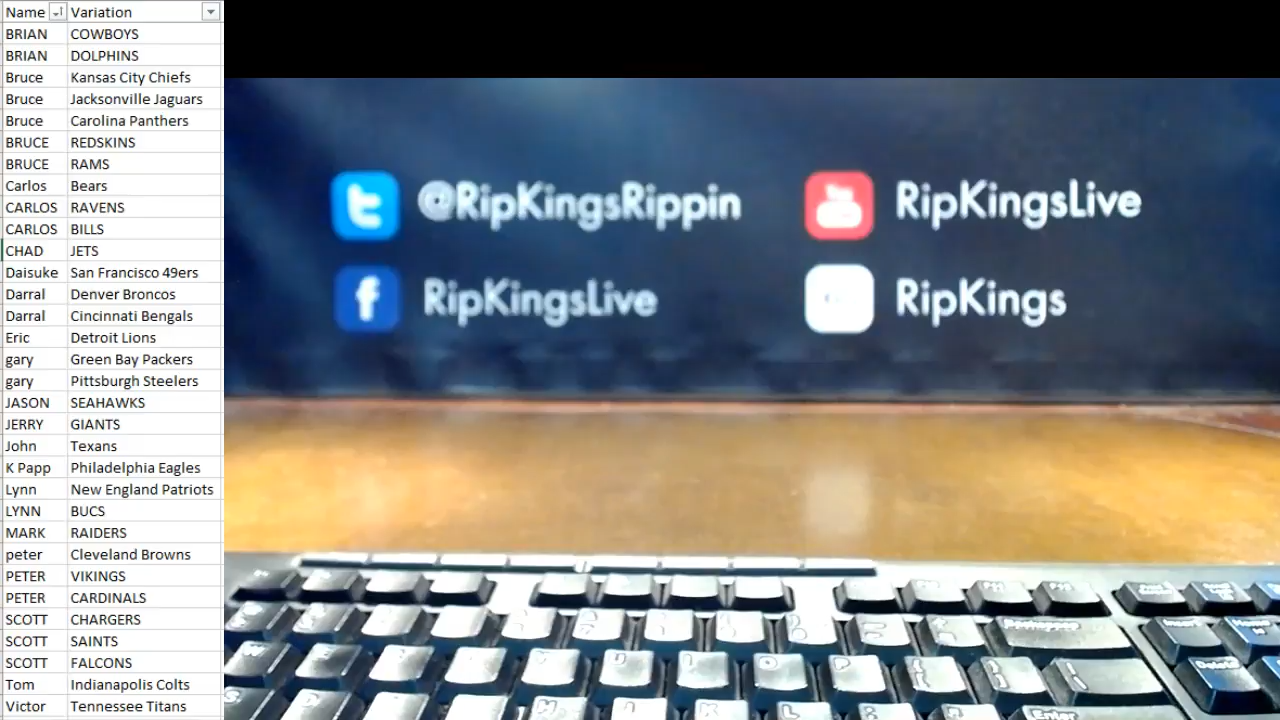 Name Variation
BRIAN COWBOYS
BRIAN DOLPHINS
Bruce Kansas City Chiefs
Bruce Jacksonville Jaguars
Bruce Carolina Panthers
BRUCE REDSKINS
BRUCE RAMS
Carlos Bears
CARLOS RAVENS
CARLOS BILLS
CHAD JETS
Daisuke San Francisco 49ers
Darral Denver Broncos
Darral Cincinnati Bengals
Eric Detroit Lions
gary Green Bay Packers
gary Pittsburgh Steelers
JASON SEAHAWKS
JERRY GIANTS
John Texans
K Papp Philadelphia Eagles
Lynn New England Patriots
LYNN BUCS
MARK RAIDERS
peter Cleveland Browns
PETER VIKINGS
PETER CARDINALS
SCOTT CHARGERS
SCOTT SAINTS
SCOTT FALCONS
Tom Indianapolis Colts
Victor Tennessee Titans
@RipKingsRippin
RipKingsLive
RipKingsLive
RipKings
Insert
Delete
U I O P
K L
Enter